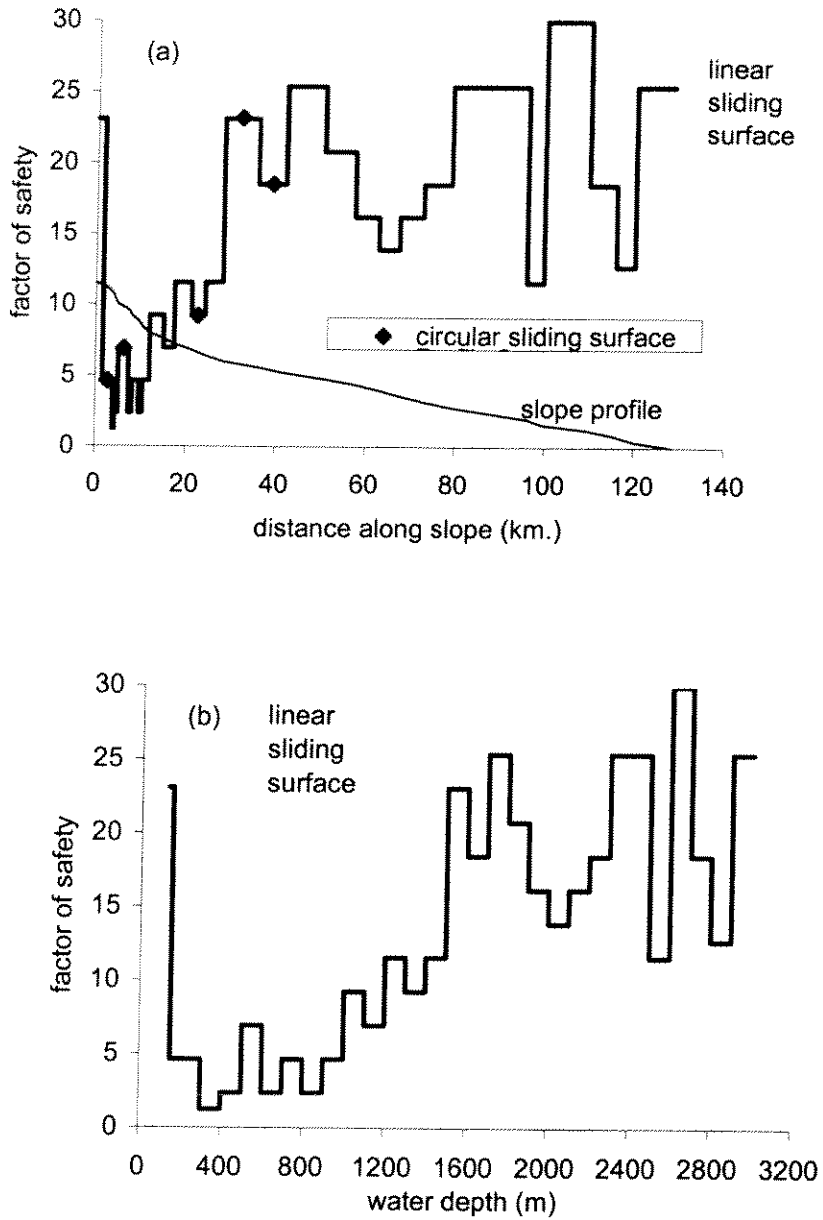 30
(a)
25
linear
sliding
surface
20
15
10
5
0
factor of safety
◆ circular sliding surface
slope profile
0 20 40 60 80 100 120 140
distance along slope (km.)
30
(b)
linear
sliding
surface
25
20
15
10
5
0
factor of safety
0 400 800 1200 1600 2000 2400 2800 3200
water depth (m)